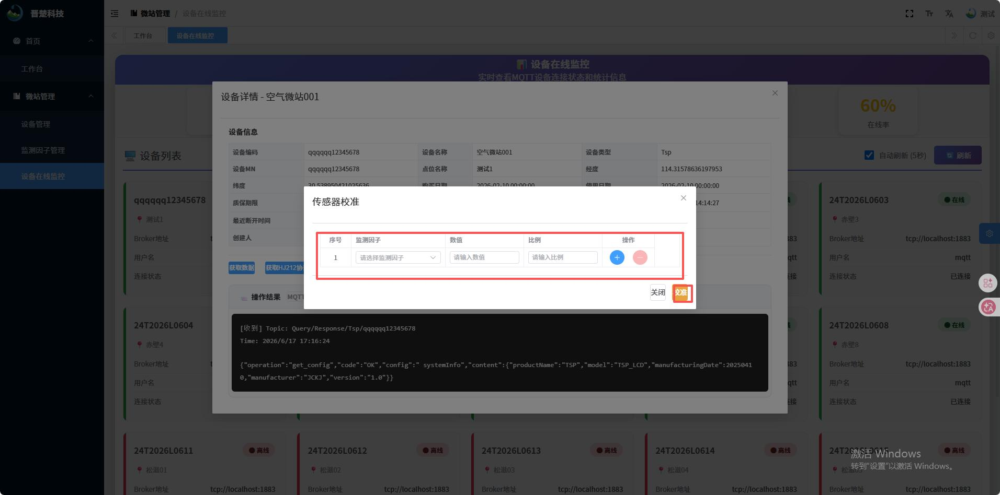 晋楚科技
微站管理 / 设备在线监控
测试
首页
工作台
微站管理
设备管理
监测因子管理
设备在线监控
工作台
设备在线监控
设备在线监控
实时查看MQTT设备连接状态和统计信息
60%
在线率
设备列表
自动刷新 (5秒)
刷新
设备详情 - 空气微站001
设备信息
设备编码 qqqqqq12345678 设备名称 空气微站001 设备类型 Tsp
设备MN qqqqqq12345678 点位名称 测试1 经度 114.31578636197953
纬度 30.538950421025636 购买日期 2026-02-10 00:00:00 使用日期 2026-02-10 00:00:00
质保期限 14:14:27
最近断开时间
创建人
获取数据 获取HJ212协
传感器校准
序号 监测因子 数值 比例 操作
1 请选择监测因子 请输入数值 请输入比例
关闭 校准
操作结果 MQTT
[收到] Topic: Query/Response/Tsp/qqqqqq12345678
Time: 2026/6/17 17:16:24
{"operation":"get_config","code":"OK","config":" systemInfo","content":{"productName":"TSP","model":"TSP_LCD","manufacturingDate":2025041
0,"manufacturer":"JCKJ","version":"1.0"}}
qqqqqq12345678
测试1
Broker地址 t
用户名
连接状态
线
883
qtt
连接
24T2026L0603 在线
赤壁3
Broker地址 tcp://localhost:1883
用户名 mqtt
连接状态 已连接
24T2026L0604
赤壁4
Broker地址 t
用户名
连接状态
线
883
qtt
连接
24T2026L0608 在线
赤壁8
Broker地址 tcp://localhost:1883
用户名 mqtt
连接状态 已连接
24T2026L0611 离线
松滋01
Broker地址 tcp://localhost:1883
24T2026L0612 离线
松滋02
Broker地址 tcp://localhost:1883
24T2026L0613 离线
松滋03
Broker地址 tcp://localhost:1883
24T2026L0614 离线
松滋04
Broker地址 tcp://localhost:1883
24T2026L0615 离线
松滋05
Broker地址 tcp://localhost:1883
激活 Windows
转到“设置”以激活 Windows。